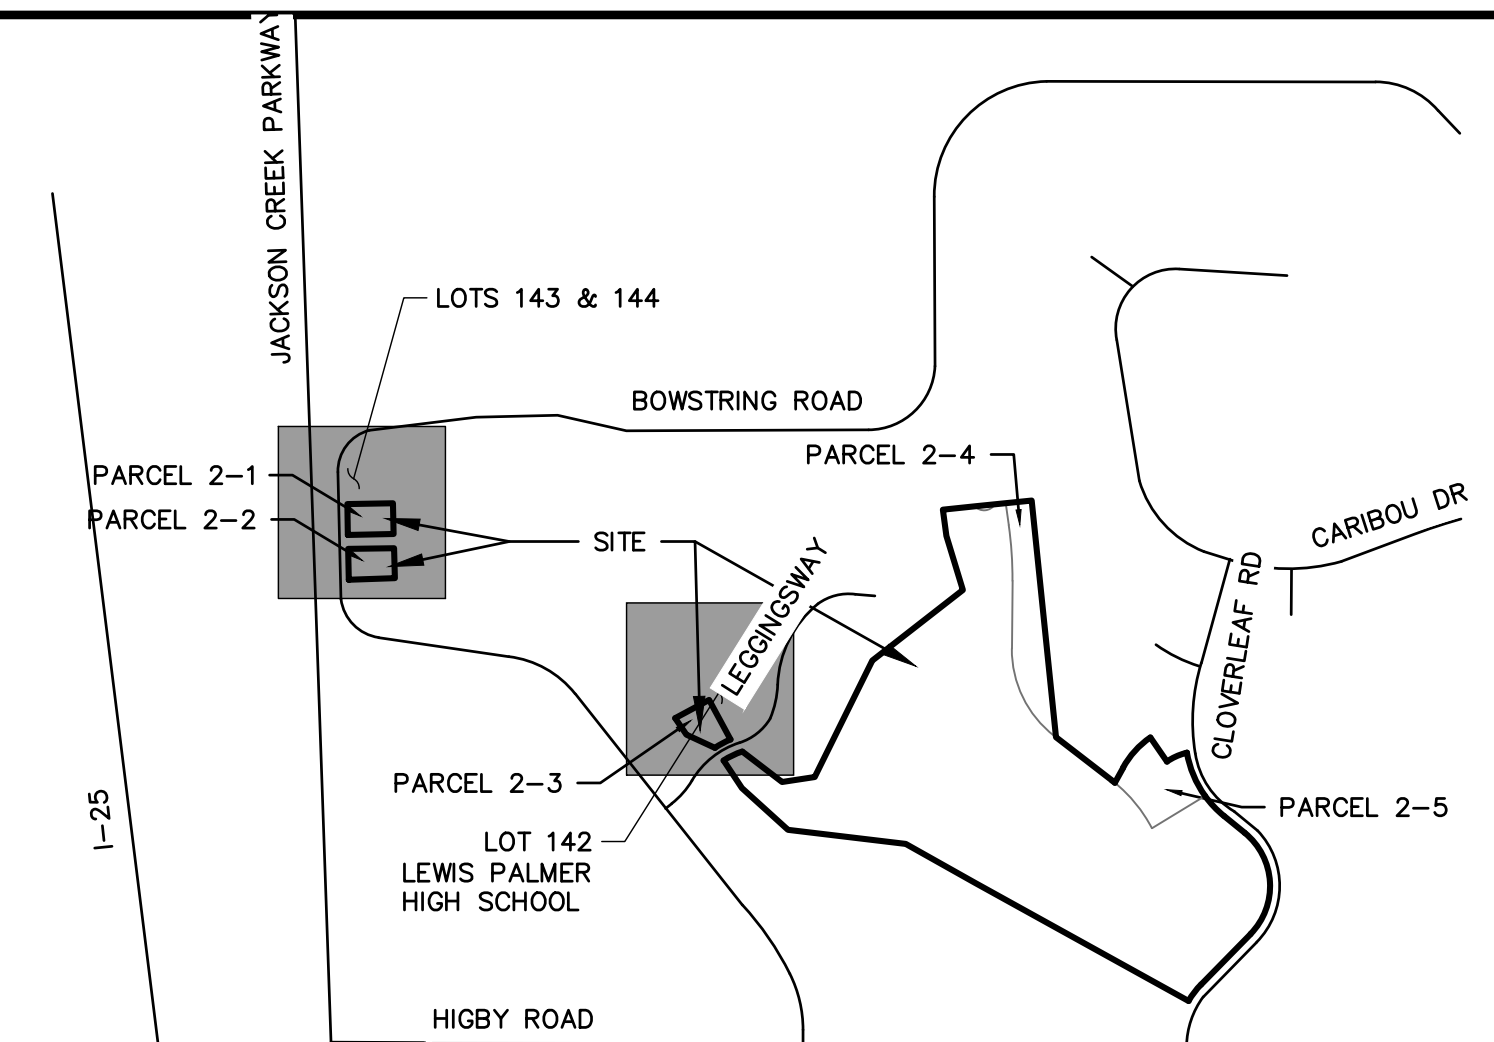 JACKSON CREEK PARKWAY
LOTS 143 & 144
BOWSTRING ROAD
PARCEL 2-4
PARCEL 2-1
PARCEL 2-2
SITE
CARIBOU DR
LEGGINGSWAY
CLOVERLEAF RD
PARCEL 2-3
PARCEL 2-5
I-25
LOT 142
LEWIS PALMER
HIGH SCHOOL
HIGBY ROAD